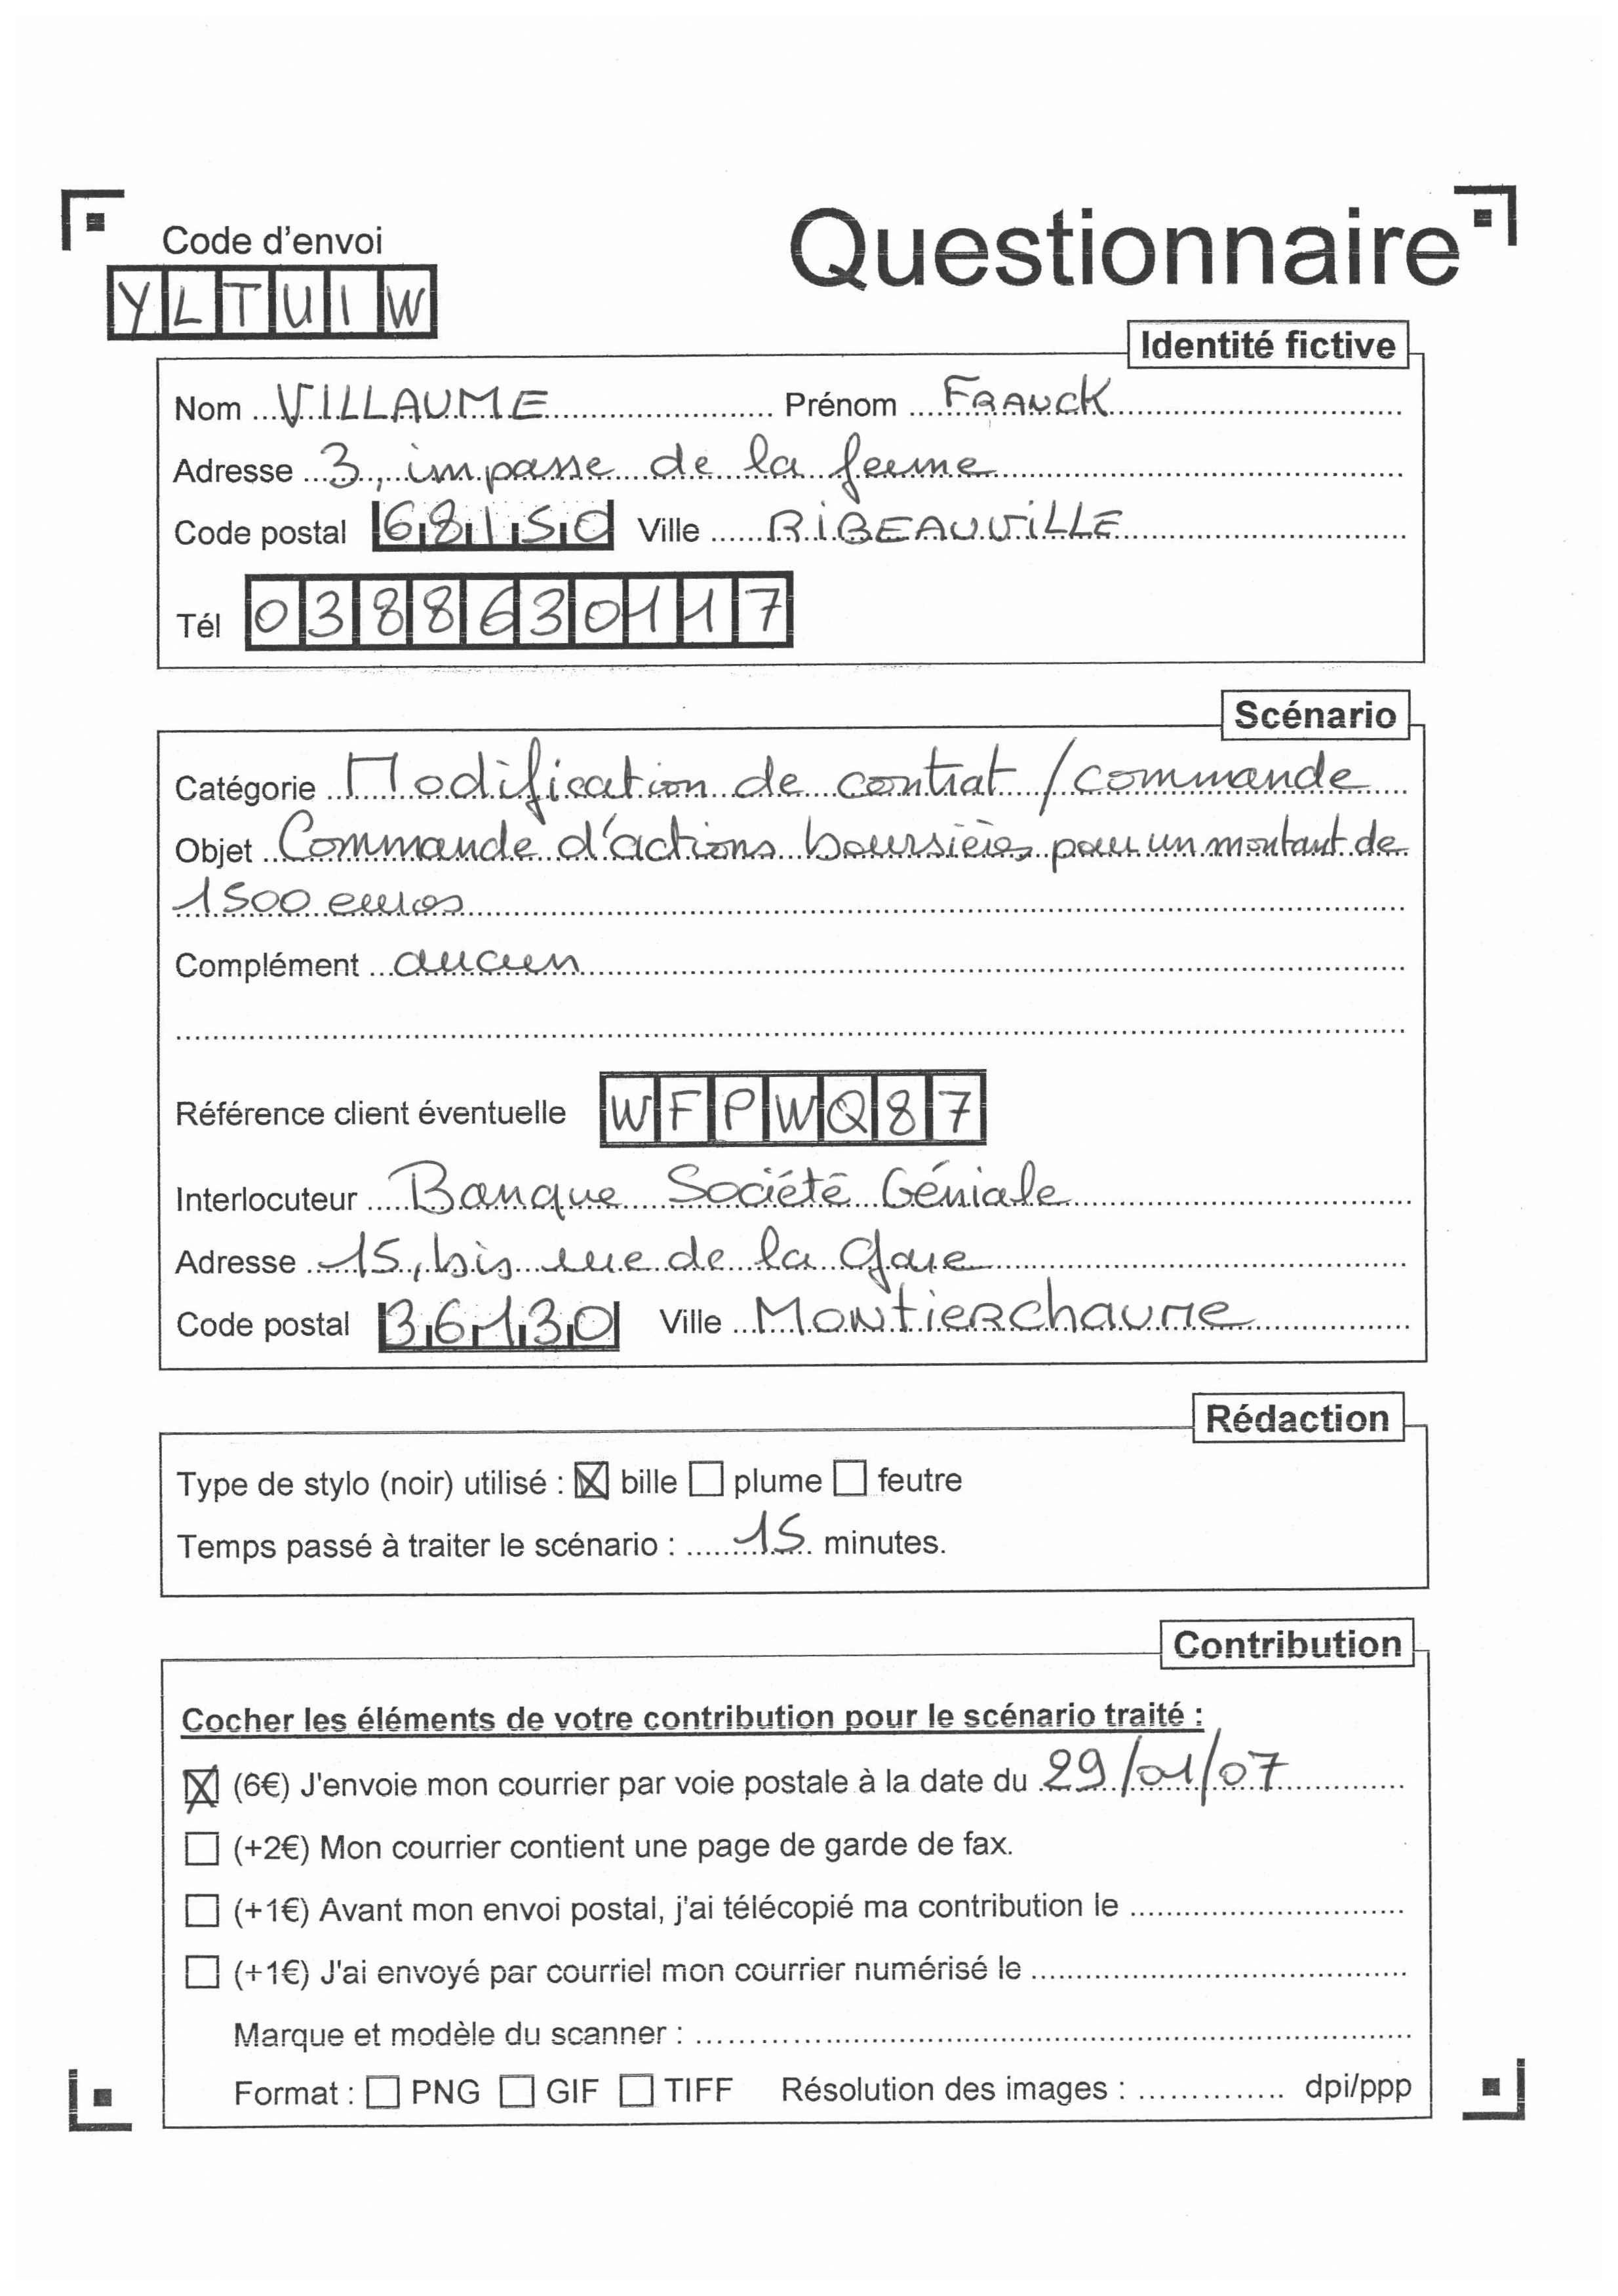 Code d'envoi
Questionnaire
YLTUIW
Identité fictive
Nom VILLAUME Prénom FRANCK
Adresse 3, impasse de la ferme
Code postal 68150 Ville RIBEAUVILLE
Tél 0388630117
Scénario
Catégorie Modification de contrat / commande
Objet Commande d'actions boursières pour un montant de
1500 euros
Complément aucun
Référence client éventuelle WFPWQ87
Interlocuteur Banque Société Géniale
Adresse 15, bis rue de la Gare
Code postal 36130 Ville Montierchaume
Rédaction
Type de stylo (noir) utilisé : bille plume feutre
Temps passé à traiter le scénario : 15 minutes.
Contribution
Cocher les éléments de votre contribution pour le scénario traité :
(6€) J'envoie mon courrier par voie postale à la date du 29/01/07
(+2€) Mon courrier contient une page de garde de fax.
(+1€) Avant mon envoi postal, j'ai télécopié ma contribution le
(+1€) J'ai envoyé par courriel mon courrier numérisé le
Marque et modèle du scanner :
Format : PNG GIF TIFF Résolution des images : dpi/ppp